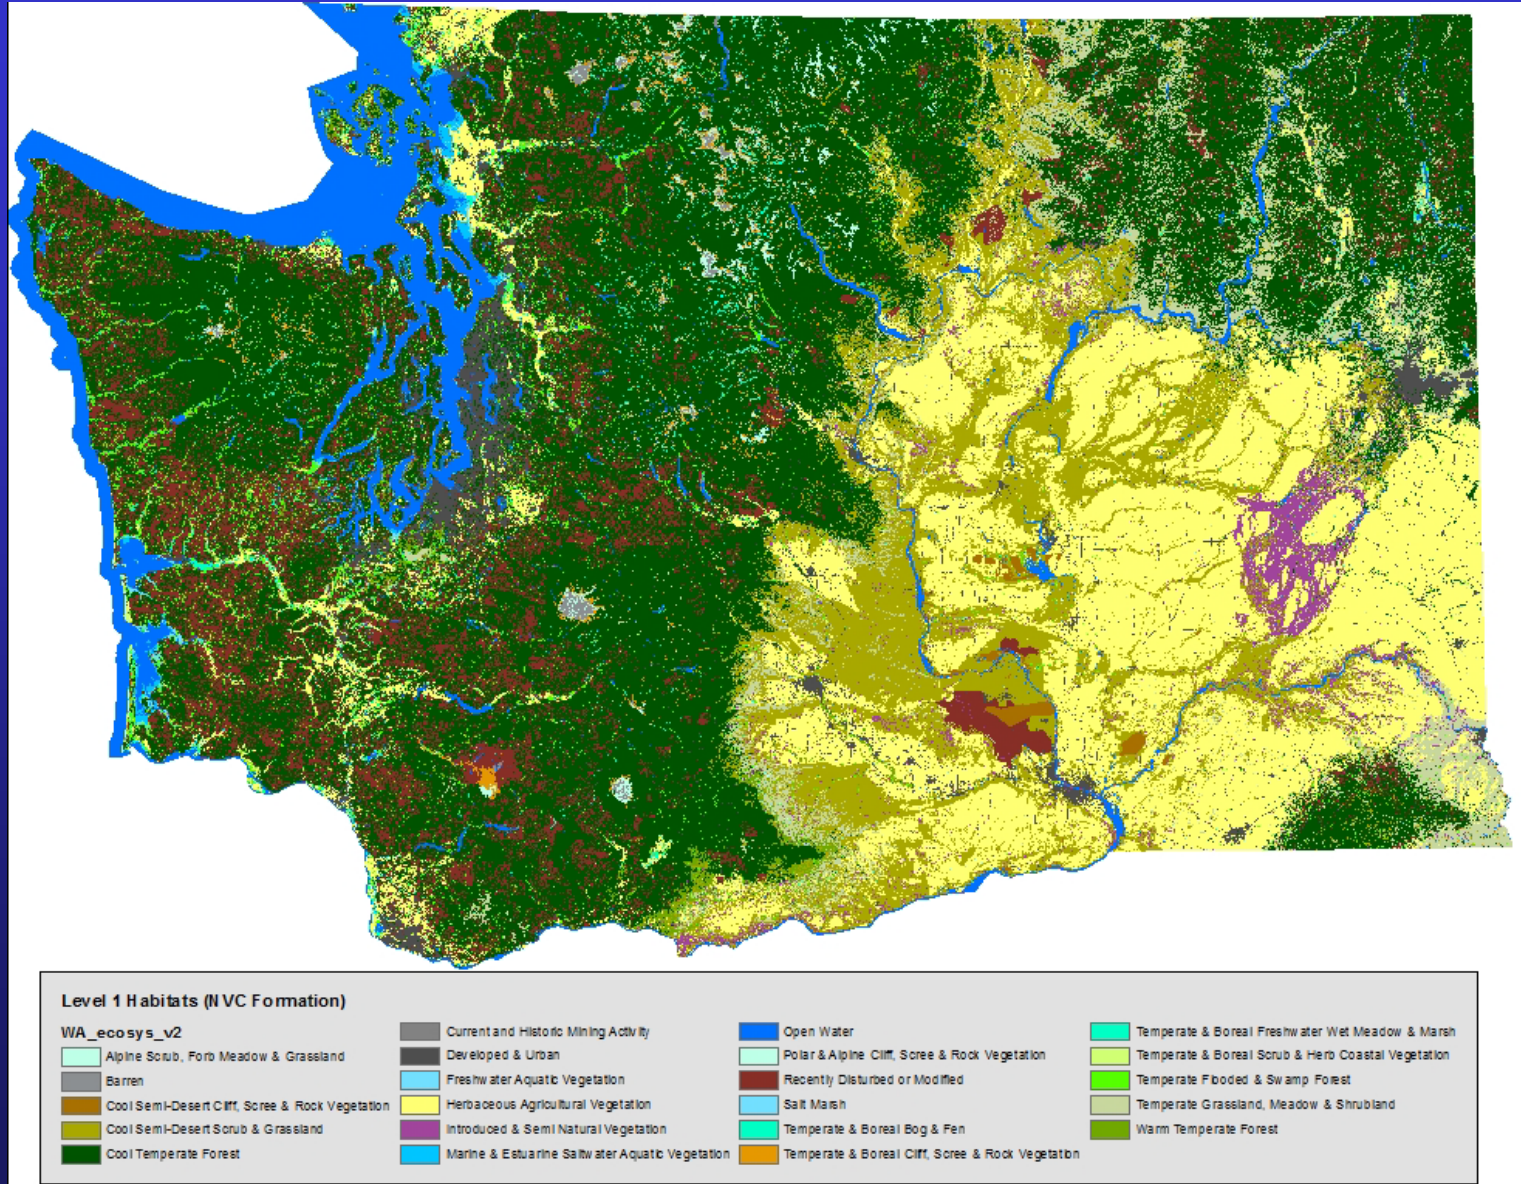 Level 1 Habitats (NVC Formation)
WA_ecosys_v2
Alpine Scrub, Forb Meadow & Grassland
Barren
Cool Semi-Desert Cliff, Scree & Rock Vegetation
Cool Semi-Desert Scrub & Grassland
Cool Temperate Forest
Current and Historic Mining Activity
Developed & Urban
Freshwater Aquatic Vegetation
Herbaceous Agricultural Vegetation
Introduced & Semi Natural Vegetation
Marine & Estuarine Saltwater Aquatic Vegetation
Open Water
Polar & Alpine Cliff, Scree & Rock Vegetation
Recently Disturbed or Modified
Salt Marsh
Temperate & Boreal Bog & Fen
Temperate & Boreal Cliff, Scree & Rock Vegetation
Temperate & Boreal Freshwater Wet Meadow & Marsh
Temperate & Boreal Scrub & Herb Coastal Vegetation
Temperate Flooded & Swamp Forest
Temperate Grassland, Meadow & Shrubland
Warm Temperate Forest